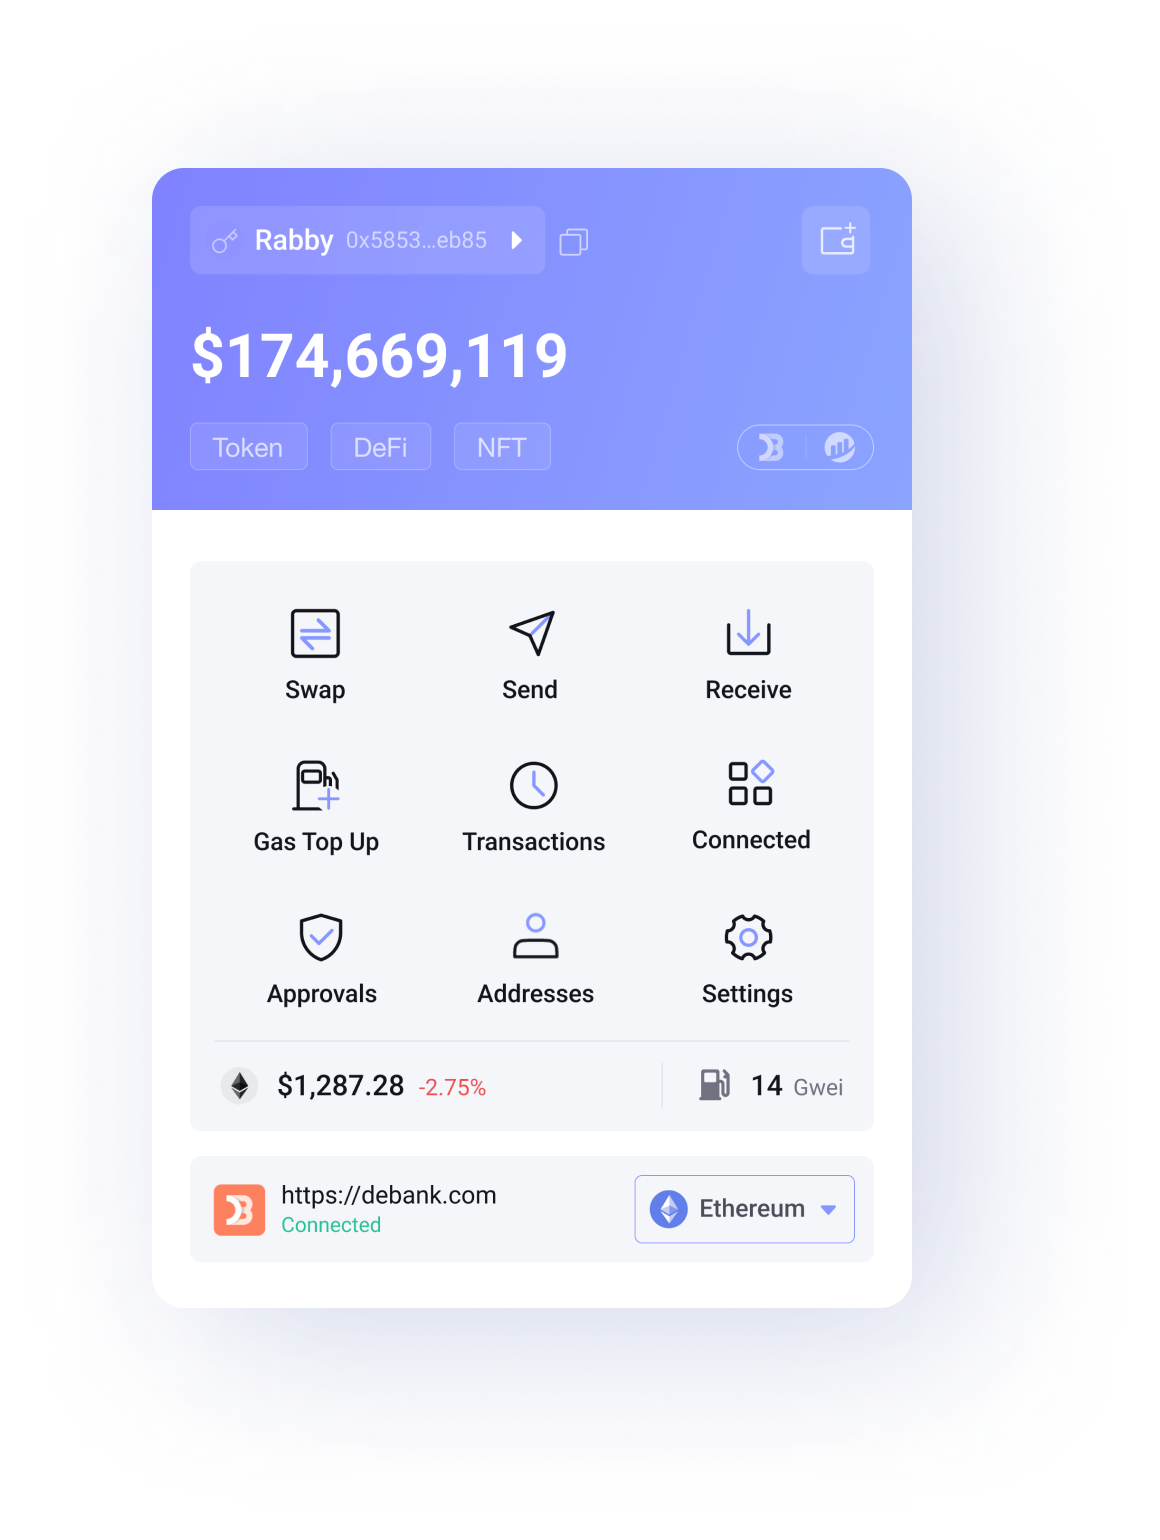 Rabby 0x5853...eb85
$174,669,119
Token DeFi NFT
Swap Send Receive
Gas Top Up Transactions Connected
Approvals Addresses Settings
$1,287.28 -2.75% 14 Gwei
https://debank.com
Connected
Ethereum